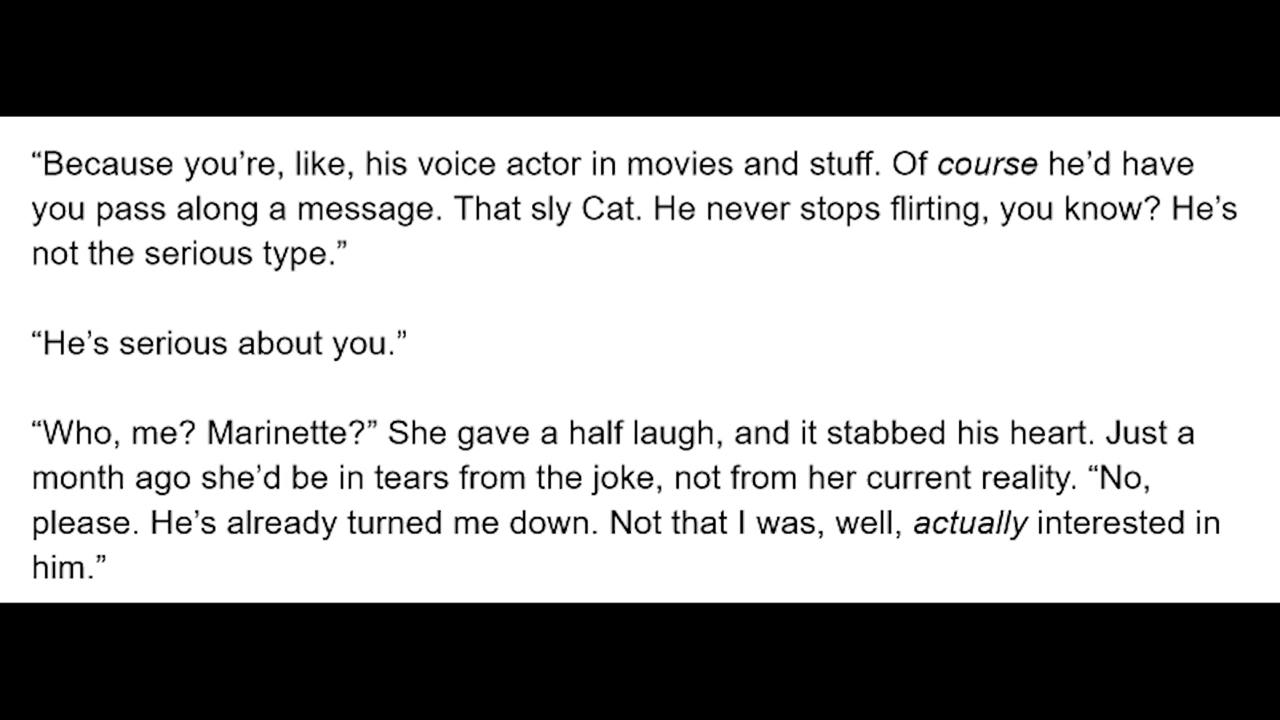 “Because you’re, like, his voice actor in movies and stuff. Of course he’d have
you pass along a message. That sly Cat. He never stops flirting, you know? He’s
not the serious type.”
“He’s serious about you.”
“Who, me? Marinette?” She gave a half laugh, and it stabbed his heart. Just a
month ago she’d be in tears from the joke, not from her current reality. “No,
please. He’s already turned me down. Not that I was, well, actually interested in
him.”